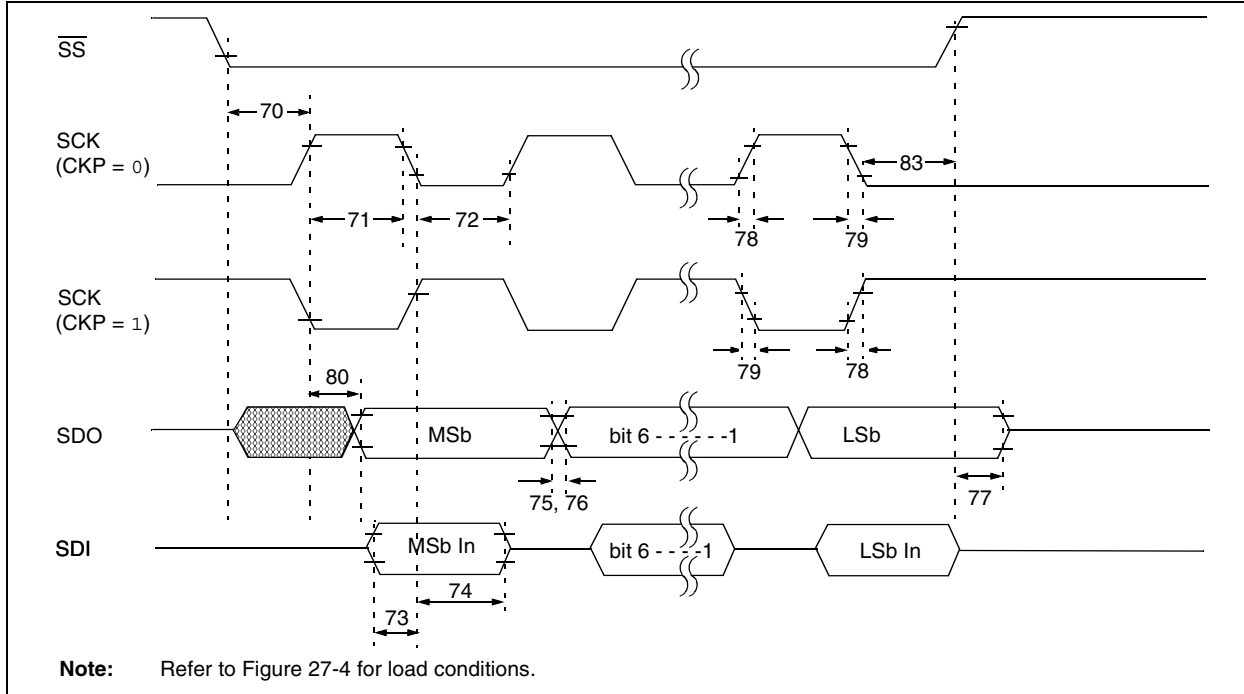 SS
70
SCK
(CKP = 0)
83
71
72
78
79
SCK
(CKP = 1)
79
78
80
SDO
MSb
bit 6 - - - - - -1
LSb
75, 76
77
SDI
MSb In
bit 6 - - - -1
LSb In
74
73
Note: Refer to Figure 27-4 for load conditions.